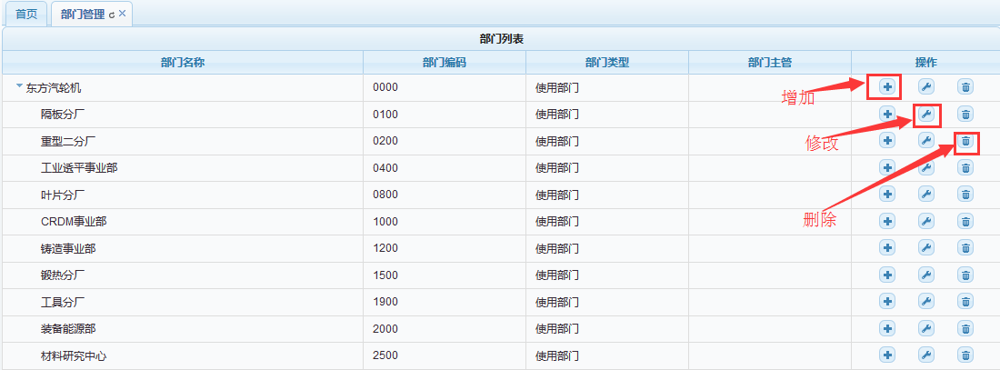 首页 部门管理
部门列表
部门名称 部门编码 部门类型 部门主管 操作
东方汽轮机 0000 使用部门
增加
隔板分厂 0100 使用部门
修改
重型二分厂 0200 使用部门
工业透平事业部 0400 使用部门
叶片分厂 0800 使用部门
删除
CRDM事业部 1000 使用部门
铸造事业部 1200 使用部门
锻热分厂 1500 使用部门
工具分厂 1900 使用部门
装备能源部 2000 使用部门
材料研究中心 2500 使用部门